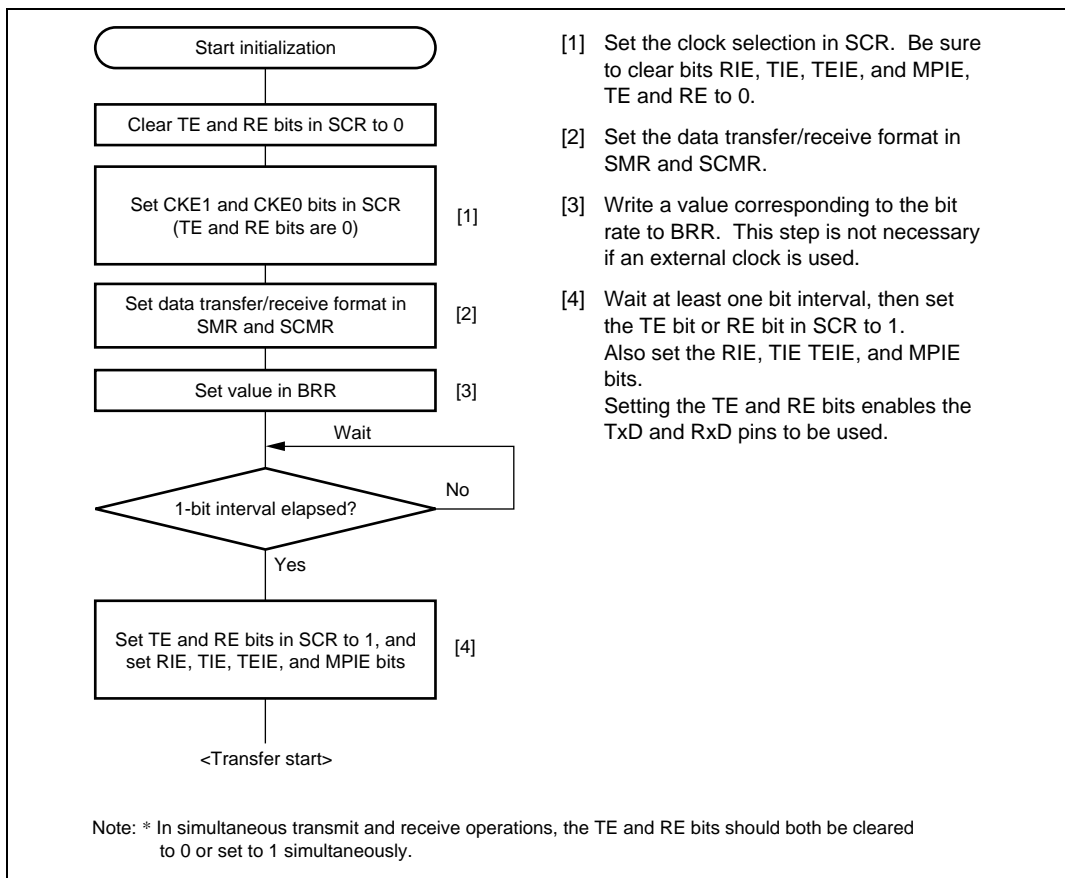 Start initialization
Clear TE and RE bits in SCR to 0
Set CKE1 and CKE0 bits in SCR
(TE and RE bits are 0)
[1]
Set data transfer/receive format in
SMR and SCMR
[2]
Set value in BRR
[3]
Wait
No
1-bit interval elapsed?
Yes
Set TE and RE bits in SCR to 1, and
set RIE, TIE, TEIE, and MPIE bits
[4]
<Transfer start>
[1] Set the clock selection in SCR. Be sure
to clear bits RIE, TIE, TEIE, and MPIE,
TE and RE to 0.
[2] Set the data transfer/receive format in
SMR and SCMR.
[3] Write a value corresponding to the bit
rate to BRR. This step is not necessary
if an external clock is used.
[4] Wait at least one bit interval, then set
the TE bit or RE bit in SCR to 1.
Also set the RIE, TIE TEIE, and MPIE
bits.
Setting the TE and RE bits enables the
TxD and RxD pins to be used.
Note: * In simultaneous transmit and receive operations, the TE and RE bits should both be cleared
to 0 or set to 1 simultaneously.